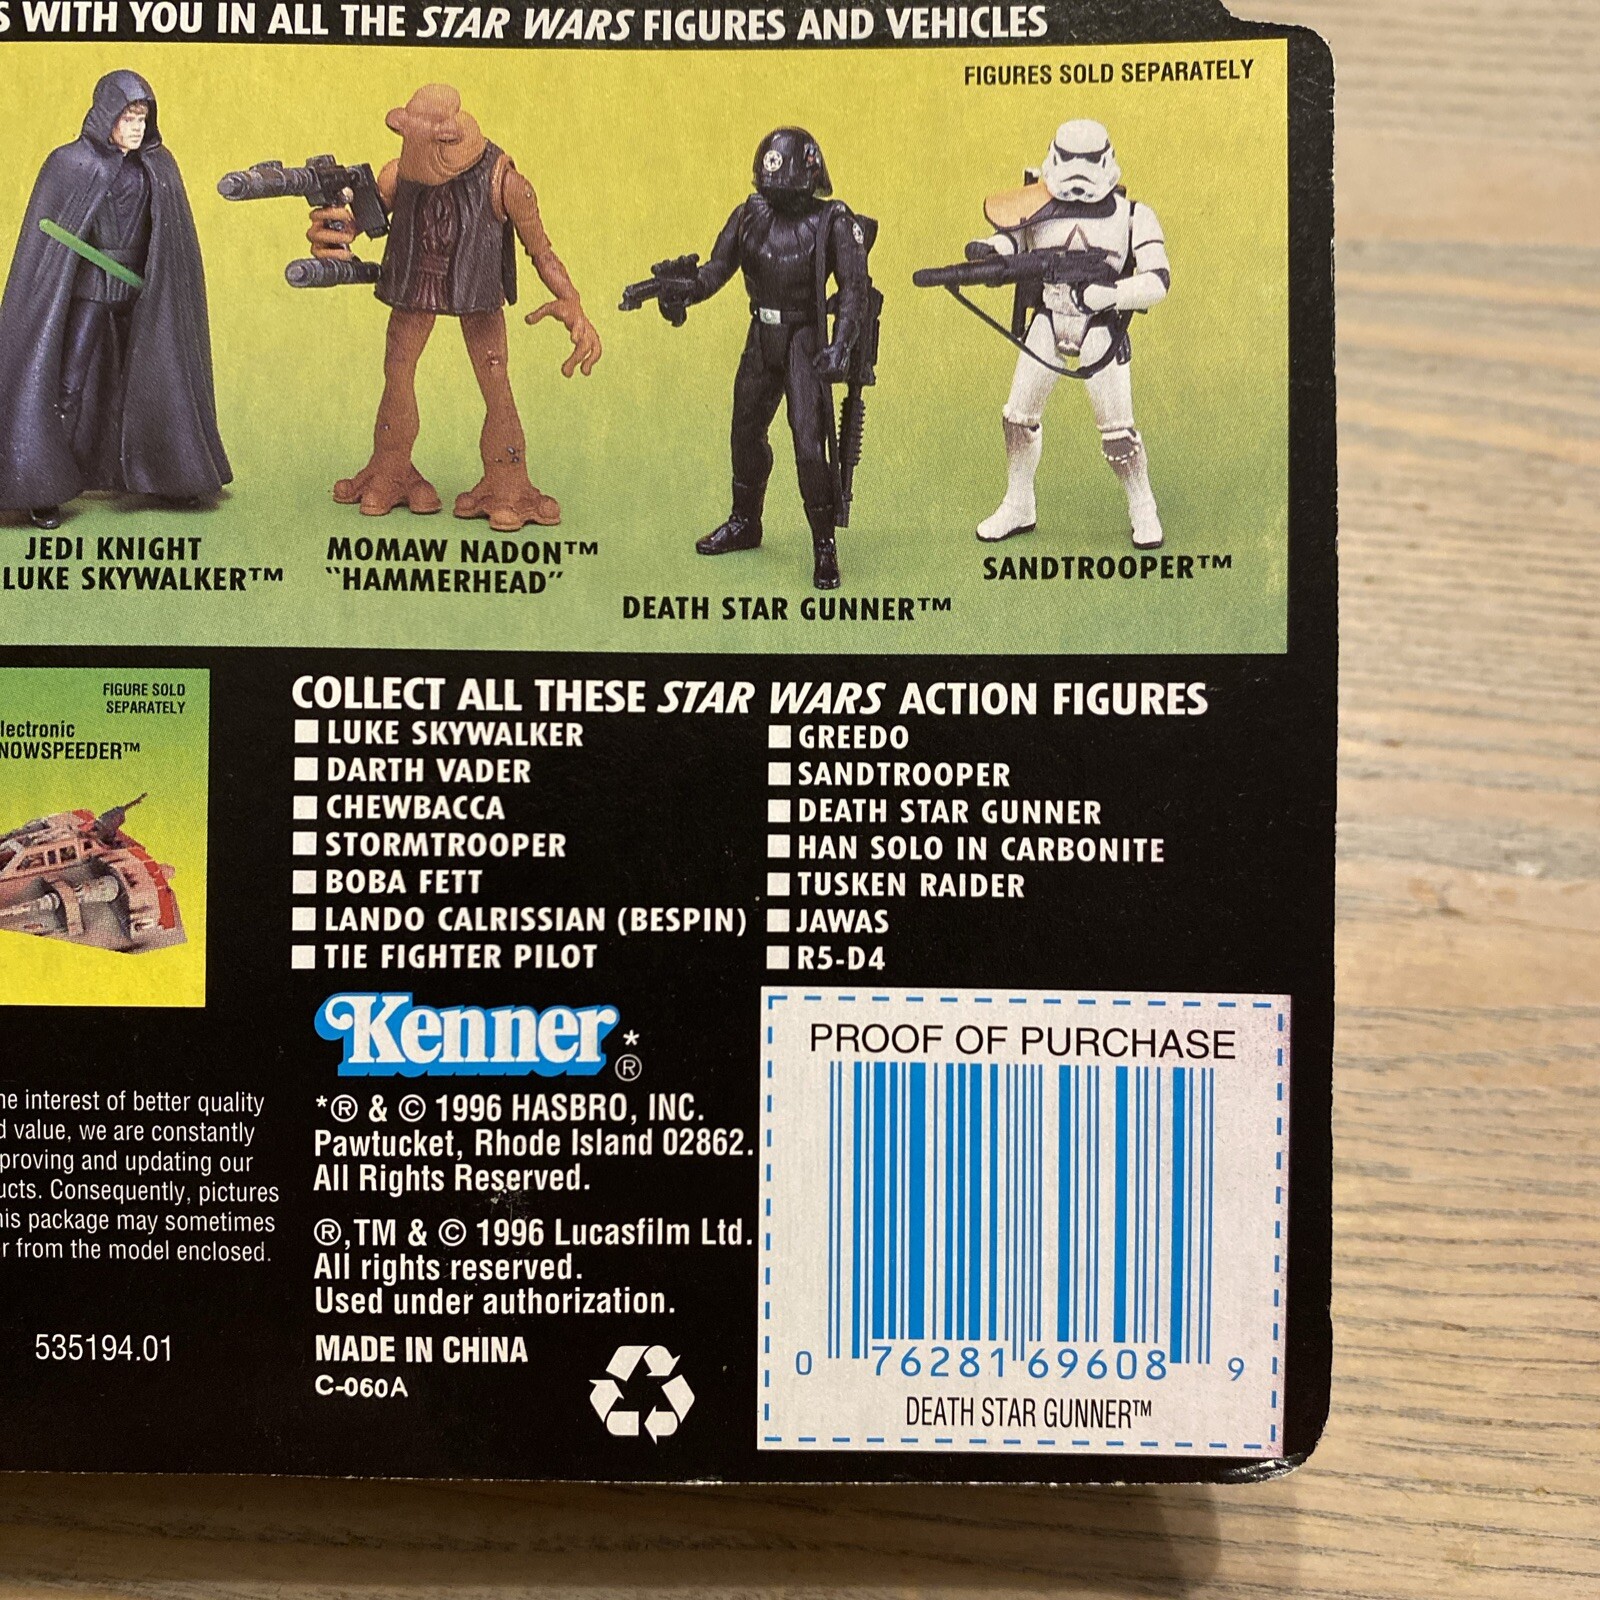 WITH YOU IN ALL THE STAR WARS FIGURES AND VEHICLES
FIGURES SOLD SEPARATELY
JEDI KNIGHT
LUKE SKYWALKER™
MOMAW NADON™
"HAMMERHEAD"
DEATH STAR GUNNER™
SANDTROOPER™
FIGURE SOLD
SEPARATELY
lectronic
NOWSPEEDER™
COLLECT ALL THESE STAR WARS ACTION FIGURES
LUKE SKYWALKER
DARTH VADER
CHEWBACCA
STORMTROOPER
BOBA FETT
LANDO CALRISSIAN (BESPIN)
TIE FIGHTER PILOT
GREEDO
SANDTROOPER
DEATH STAR GUNNER
HAN SOLO IN CARBONITE
TUSKEN RAIDER
JAWAS
R5-D4
Kenner*®
*® & © 1996 HASBRO, INC.
Pawtucket, Rhode Island 02862.
All Rights Reserved.
®,TM & © 1996 Lucasfilm Ltd.
All rights reserved.
Used under authorization.
MADE IN CHINA
C-060A
he interest of better quality
d value, we are constantly
proving and updating our
ucts. Consequently, pictures
his package may sometimes
r from the model enclosed.
535194.01
PROOF OF PURCHASE
0 76281 69608 9
DEATH STAR GUNNER™